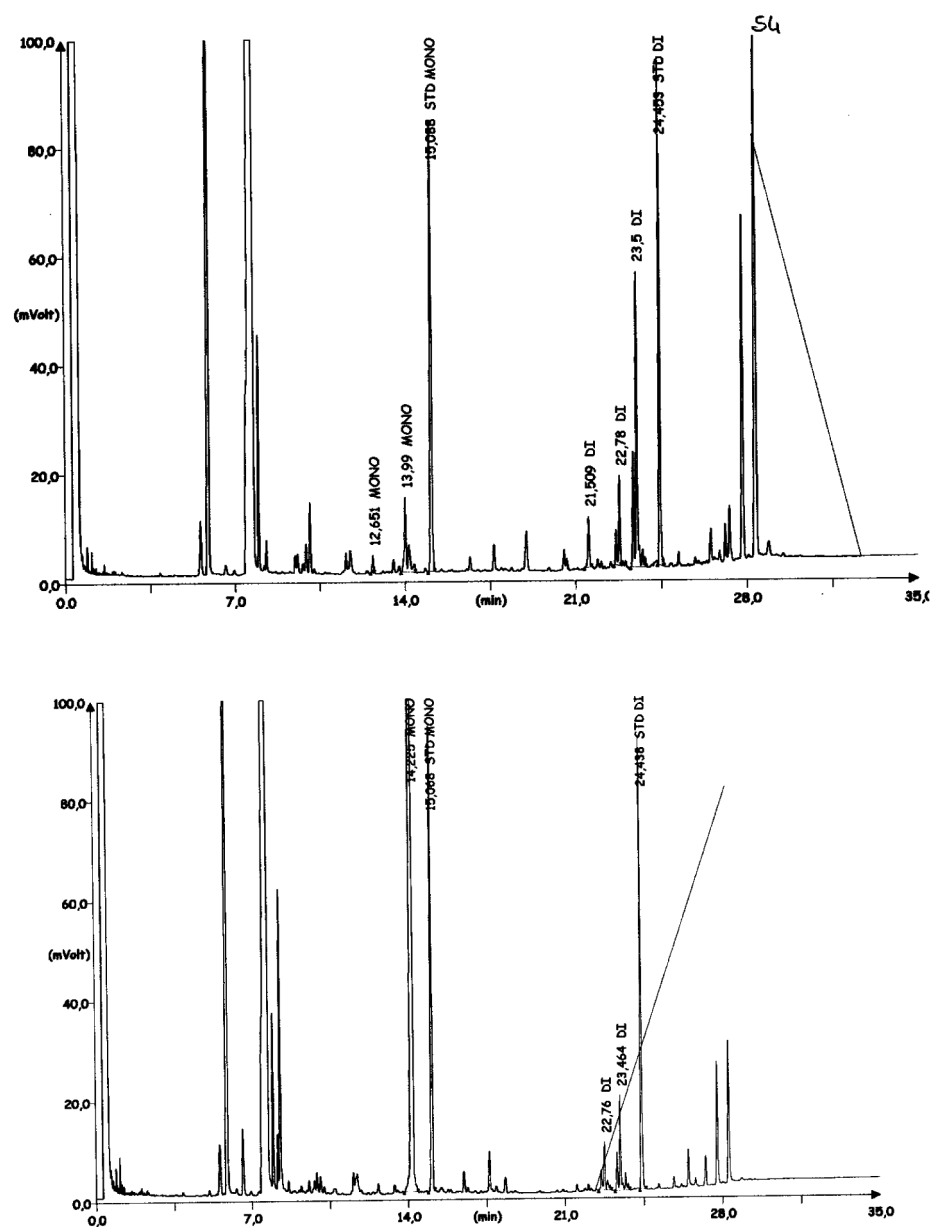 54
100,0
15,088 STD MONO
24,453 STD DI
80,0
60,0
23,5 DI
(mVolt)
40,0
13,99 MONO
22,78 DI
21,509 DI
12,651 MONO
20,0
0,0
0,0
7,0
14,0
(min)
21,0
28,0
35,0
100,0
14,225 MONO
15,068 STD MONO
24,438 STD DI
80,0
60,0
(mVolt)
40,0
23,464 DI
22,76 DI
20,0
0,0
0,0
7,0
14,0
(min)
21,0
28,0
35,0